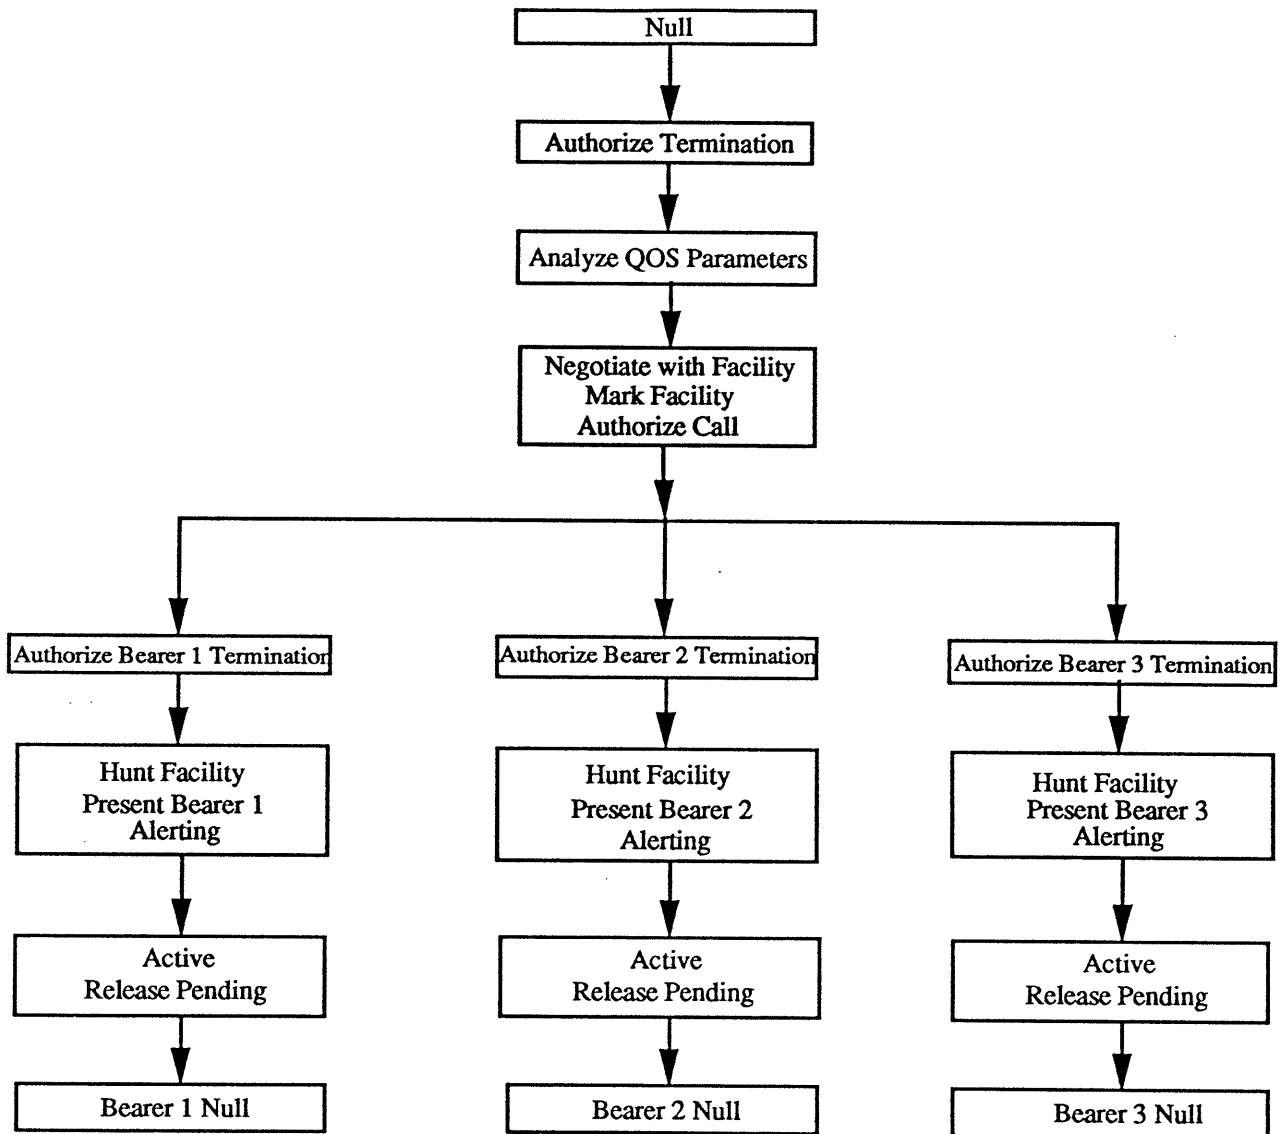 Null
Authorize Termination
Analyze QOS Parameters
Negotiate with Facility
Mark Facility
Authorize Call
Authorize Bearer 1 Termination
Authorize Bearer 2 Termination
Authorize Bearer 3 Termination
Hunt Facility
Present Bearer 1
Alerting
Hunt Facility
Present Bearer 2
Alerting
Hunt Facility
Present Bearer 3
Alerting
Active
Release Pending
Active
Release Pending
Active
Release Pending
Bearer 1 Null
Bearer 2 Null
Bearer 3 Null